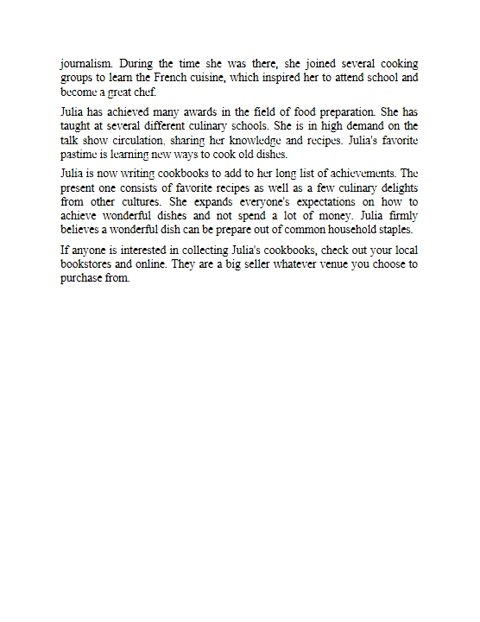 journalism. During the time she was there, she joined several cooking
groups to learn the French cuisine, which inspired her to attend school and
become a great chef.
Julia has achieved many awards in the field of food preparation. She has
taught at several different culinary schools. She is in high demand on the
talk show circulation, sharing her knowledge and recipes. Julia's favorite
pastime is learning new ways to cook old dishes.
Julia is now writing cookbooks to add to her long list of achievements. The
present one consists of favorite recipes as well as a few culinary delights
from other cultures. She expands everyone's expectations on how to
achieve wonderful dishes and not spend a lot of money. Julia firmly
believes a wonderful dish can be prepare out of common household staples.
If anyone is interested in collecting Julia's cookbooks, check out your local
bookstores and online. They are a big seller whatever venue you choose to
purchase from.